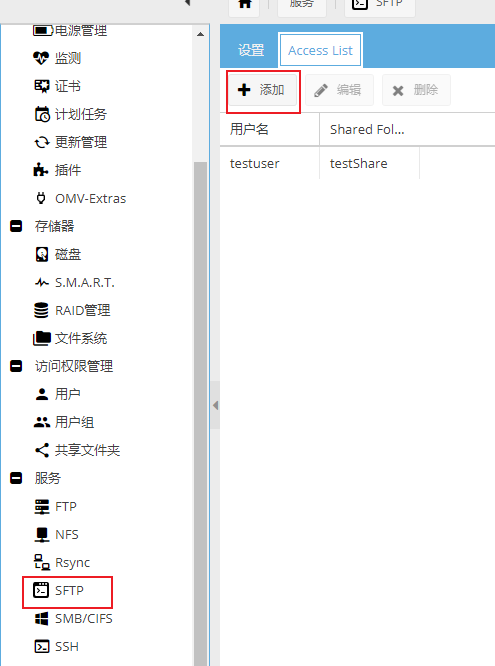 服务
SFTP
电源管理
监测
证书
计划任务
更新管理
插件
OMV-Extras
存储器
磁盘
S.M.A.R.T.
RAID管理
文件系统
访问权限管理
用户
用户组
共享文件夹
服务
FTP
NFS
Rsync
SFTP
SMB/CIFS
SSH
设置 Access List
添加 编辑 删除
用户名 Shared Fol...
testuser testShare